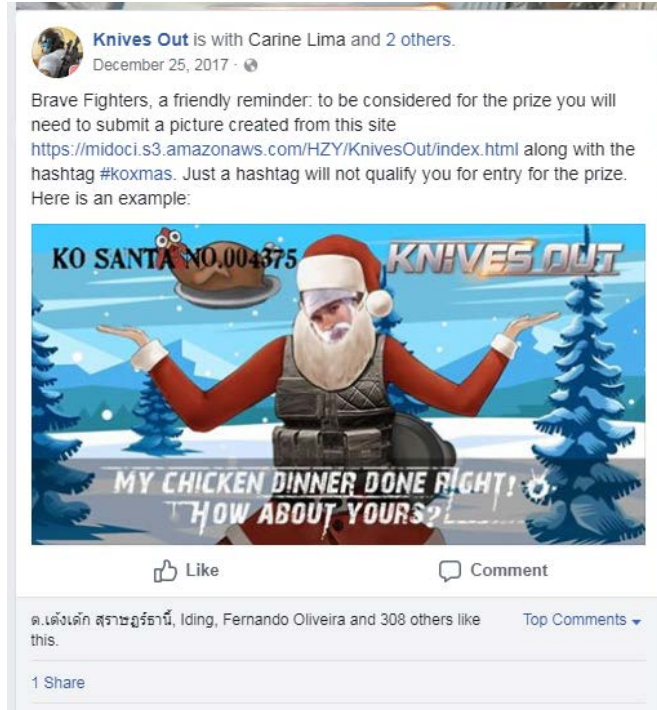 Knives Out is with Carine Lima and 2 others.
December 25, 2017 ·
Brave Fighters, a friendly reminder: to be considered for the prize you will
need to submit a picture created from this site
https://midoci.s3.amazonaws.com/HZY/KnivesOut/index.html along with the
hashtag #koxmas. Just a hashtag will not qualify you for entry for the prize.
Here is an example:
KO SANTA NO.004375
KNIVES OUT
MY CHICKEN DINNER DONE RIGHT!
HOW ABOUT YOURS?
Like
Comment
ด.เด้งเด้ก สุราษฎร์ธานี้, Iding, Fernando Oliveira and 308 others like
this.
Top Comments
1 Share